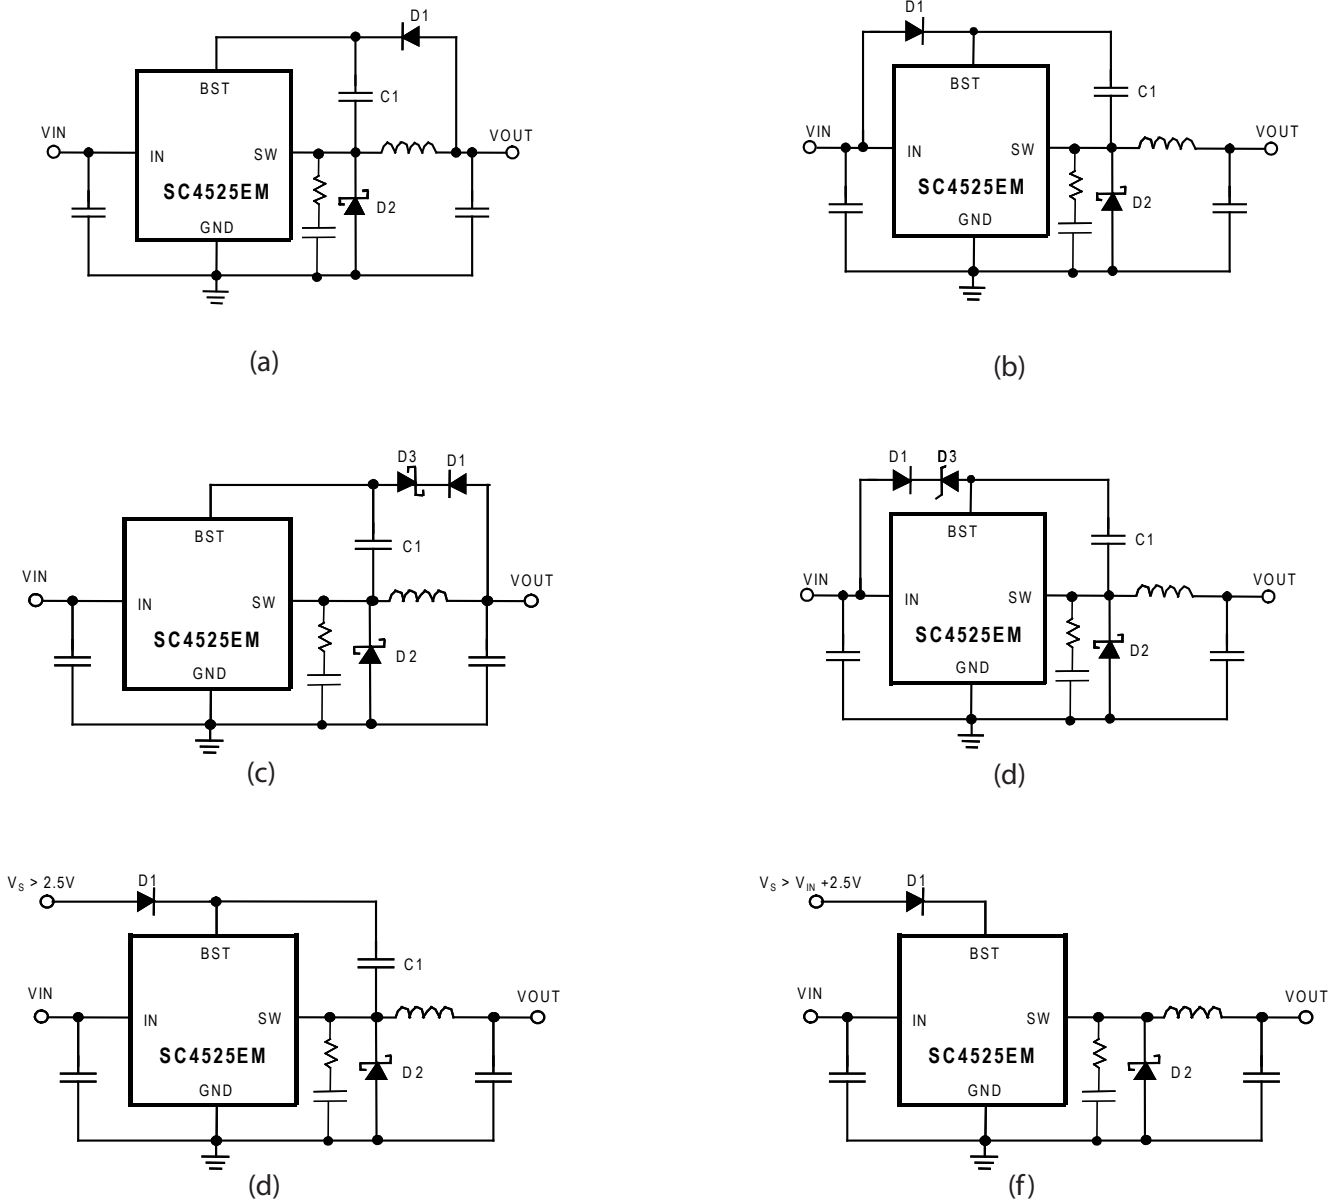 D1
BST
C1
VIN
VOUT
IN
SW
SC4525EM
D2
GND
(a)
D1
BST
C1
VIN
VOUT
IN
SW
SC4525EM
D2
GND
(b)
D3 D1
BST
C1
VIN
VOUT
IN
SW
SC4525EM
D2
GND
(c)
D1 D3
BST
C1
VIN
VOUT
IN
SW
SC4525EM
D2
GND
(d)
VS > 2.5V
D1
BST
C1
VIN
VOUT
IN
SW
SC4525EM
D2
GND
(d)
VS > VIN +2.5V
D1
BST
VIN
VOUT
IN
SW
SC4525EM
D2
GND
(f)